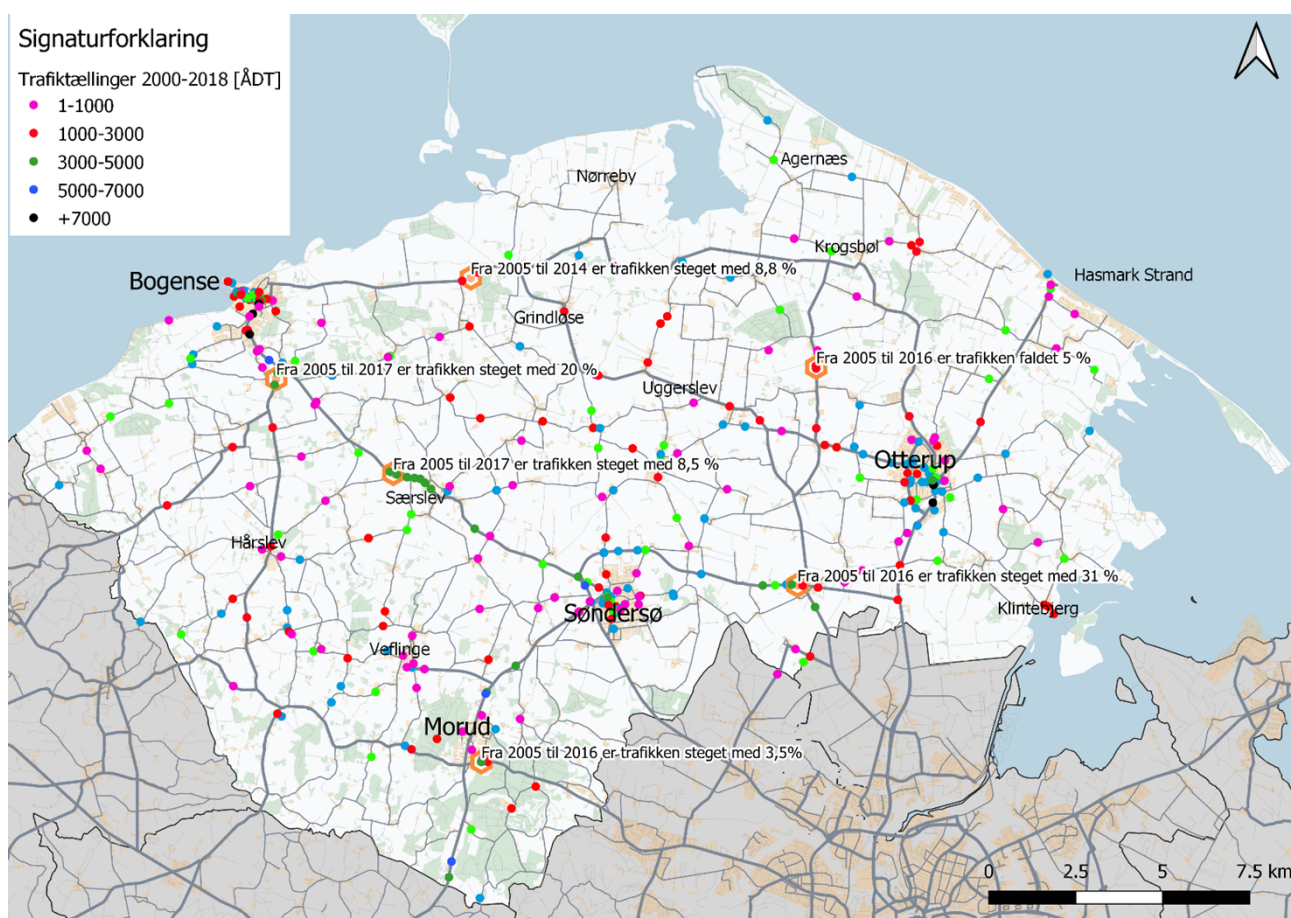 Signaturforklaring
Trafiktællinger 2000-2018 [ÅDT]
1-1000
1000-3000
3000-5000
5000-7000
+7000
Agernæs
Nørreby
Krogsbøl
Hasmark Strand
Bogense
Fra 2005 til 2014 er trafikken steget med 8,8 %
Grindløse
Fra 2005 til 2016 er trafikken faldet 5 %
Fra 2005 til 2017 er trafikken steget med 20 %
Uggerslev
Otterup
Fra 2005 til 2017 er trafikken steget med 8,5 %
Særslev
Hårslev
Fra 2005 til 2016 er trafikken steget med 31 %
Klintebjerg
Søndersø
Veflinge
Morud
Fra 2005 til 2016 er trafikken steget med 3,5%
0 2.5 5 7.5 km